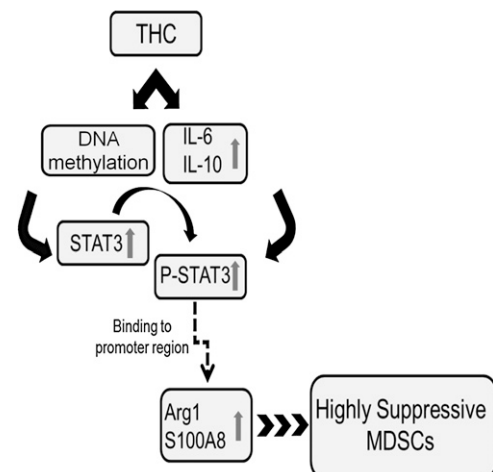 THC
DNA
methylation
IL-6
IL-10
STAT3
P-STAT3
Binding to
promoter region
Arg1
S100A8
Highly Suppressive
MDSCs